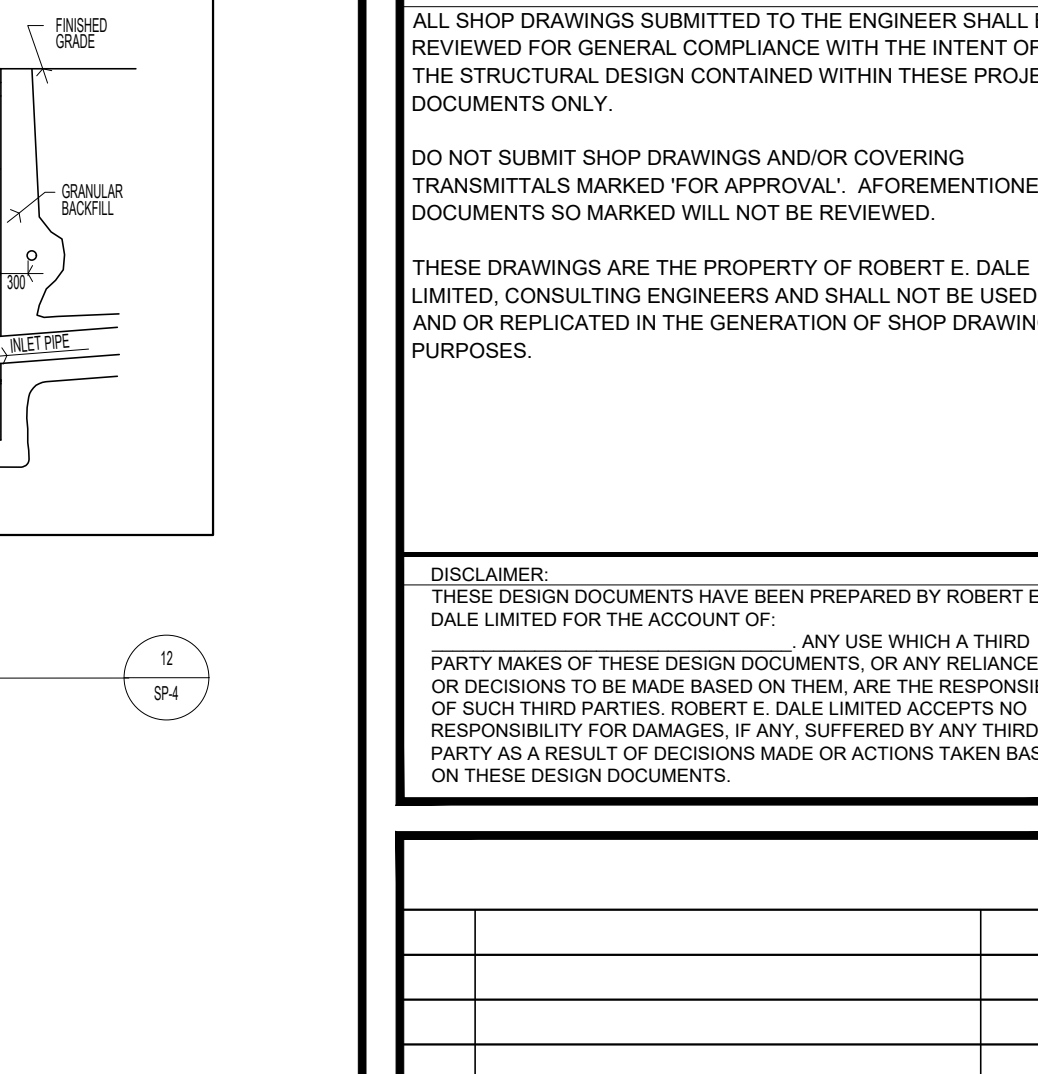 FINISHED
GRADE
GRANULAR
BACKFILL
300
INLET PIPE
12
SP-4
ALL SHOP DRAWINGS SUBMITTED TO THE ENGINEER SHALL
REVIEWED FOR GENERAL COMPLIANCE WITH THE INTENT OF
THE STRUCTURAL DESIGN CONTAINED WITHIN THESE PROJE
DOCUMENTS ONLY.
DO NOT SUBMIT SHOP DRAWINGS AND/OR COVERING
TRANSMITTALS MARKED 'FOR APPROVAL'. AFOREMENTIONE
DOCUMENTS SO MARKED WILL NOT BE REVIEWED.
THESE DRAWINGS ARE THE PROPERTY OF ROBERT E. DALE
LIMITED, CONSULTING ENGINEERS AND SHALL NOT BE USED
AND OR REPLICATED IN THE GENERATION OF SHOP DRAWIN
PURPOSES.
DISCLAIMER:
THESE DESIGN DOCUMENTS HAVE BEEN PREPARED BY ROBERT E
DALE LIMITED FOR THE ACCOUNT OF:
____________________________________. ANY USE WHICH A THIRD
PARTY MAKES OF THESE DESIGN DOCUMENTS, OR ANY RELIANCE
OR DECISIONS TO BE MADE BASED ON THEM, ARE THE RESPONSI
OF SUCH THIRD PARTIES. ROBERT E. DALE LIMITED ACCEPTS NO
RESPONSIBILITY FOR DAMAGES, IF ANY, SUFFERED BY ANY THIRD
PARTY AS A RESULT OF DECISIONS MADE OR ACTIONS TAKEN BAS
ON THESE DESIGN DOCUMENTS.